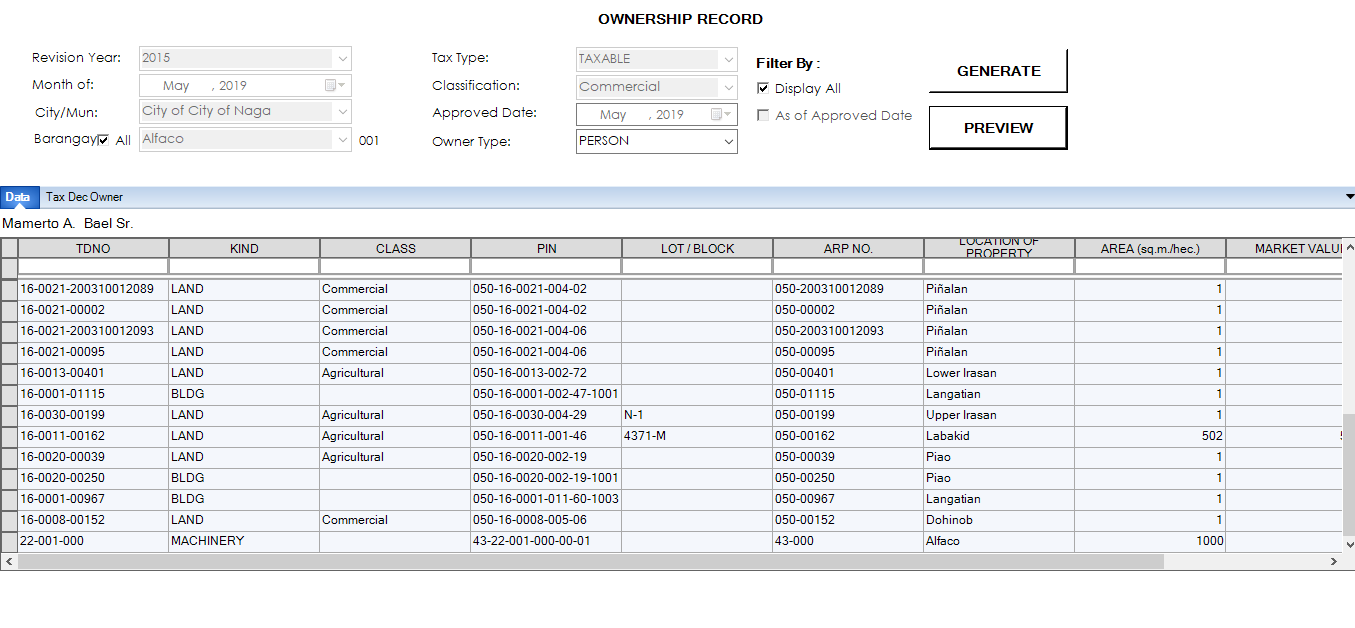 OWNERSHIP RECORD
Revision Year: 2015 Tax Type: TAXABLE Filter By :
Month of: May , 2019 Classification: Commercial Display All
City/Mun: City of City of Naga Approved Date: May , 2019 As of Approved Date
Barangay All Alfaco 001 Owner Type: PERSON
GENERATE
PREVIEW
Data Tax Dec Owner
Mamerto A. Bael Sr.
TDNO KIND CLASS PIN LOT / BLOCK ARP NO. LOCATION OF PROPERTY AREA (sq.m./hec.) MARKET VALU
16-0021-200310012089 LAND Commercial 050-16-0021-004-02 050-200310012089 Piñalan 1
16-0021-00002 LAND Commercial 050-16-0021-004-02 050-00002 Piñalan 1
16-0021-200310012093 LAND Commercial 050-16-0021-004-06 050-200310012093 Piñalan 1
16-0021-00095 LAND Commercial 050-16-0021-004-06 050-00095 Piñalan 1
16-0013-00401 LAND Agricultural 050-16-0013-002-72 050-00401 Lower Irasan 1
16-0001-01115 BLDG 050-16-0001-002-47-1001 050-01115 Langatian 1
16-0030-00199 LAND Agricultural 050-16-0030-004-29 N-1 050-00199 Upper Irasan 1
16-0011-00162 LAND Agricultural 050-16-0011-001-46 4371-M 050-00162 Labakid 502
16-0020-00039 LAND Agricultural 050-16-0020-002-19 050-00039 Piao 1
16-0020-00250 BLDG 050-16-0020-002-19-1001 050-00250 Piao 1
16-0001-00967 BLDG 050-16-0001-011-60-1003 050-00967 Langatian 1
16-0008-00152 LAND Commercial 050-16-0008-005-06 050-00152 Dohinob 1
22-001-000 MACHINERY 43-22-001-000-00-01 43-000 Alfaco 1000